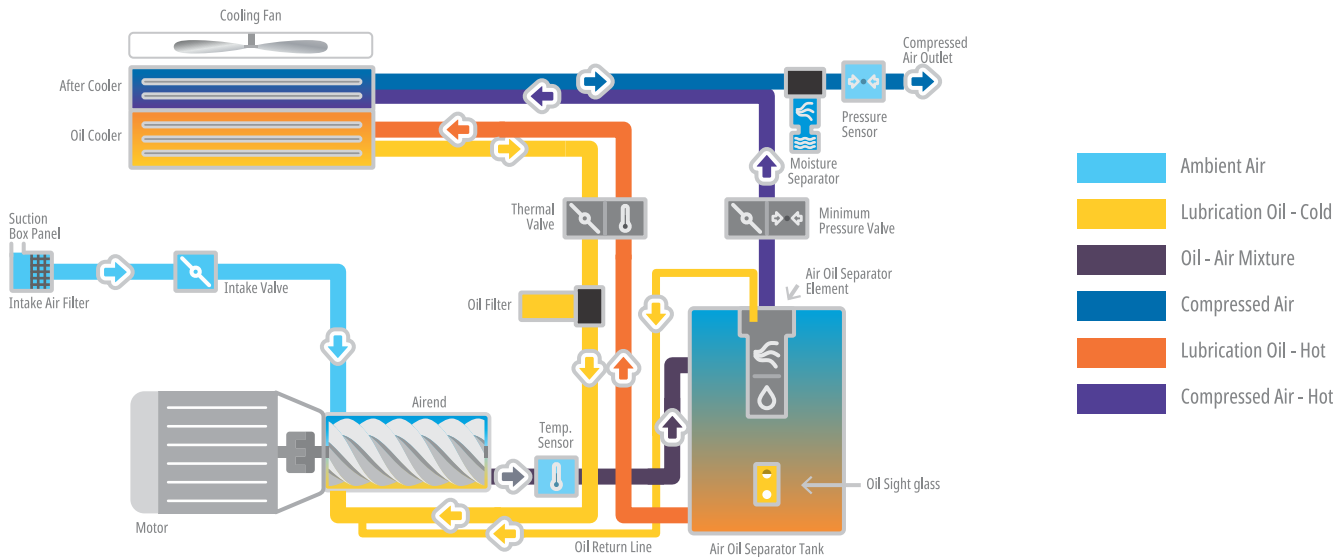 Cooling Fan
After Cooler
Oil Cooler
Compressed
Air Outlet
Pressure
Sensor
Moisture
Separator
Thermal
Valve
Minimum
Pressure Valve
Suction
Box Panel
Intake Air Filter
Intake Valve
Oil Filter
Air Oil Separator
Element
Airend
Temp.
Sensor
Motor
Oil Return Line
Oil Sight glass
Air Oil Separator Tank
Ambient Air
Lubrication Oil - Cold
Oil - Air Mixture
Compressed Air
Lubrication Oil - Hot
Compressed Air - Hot